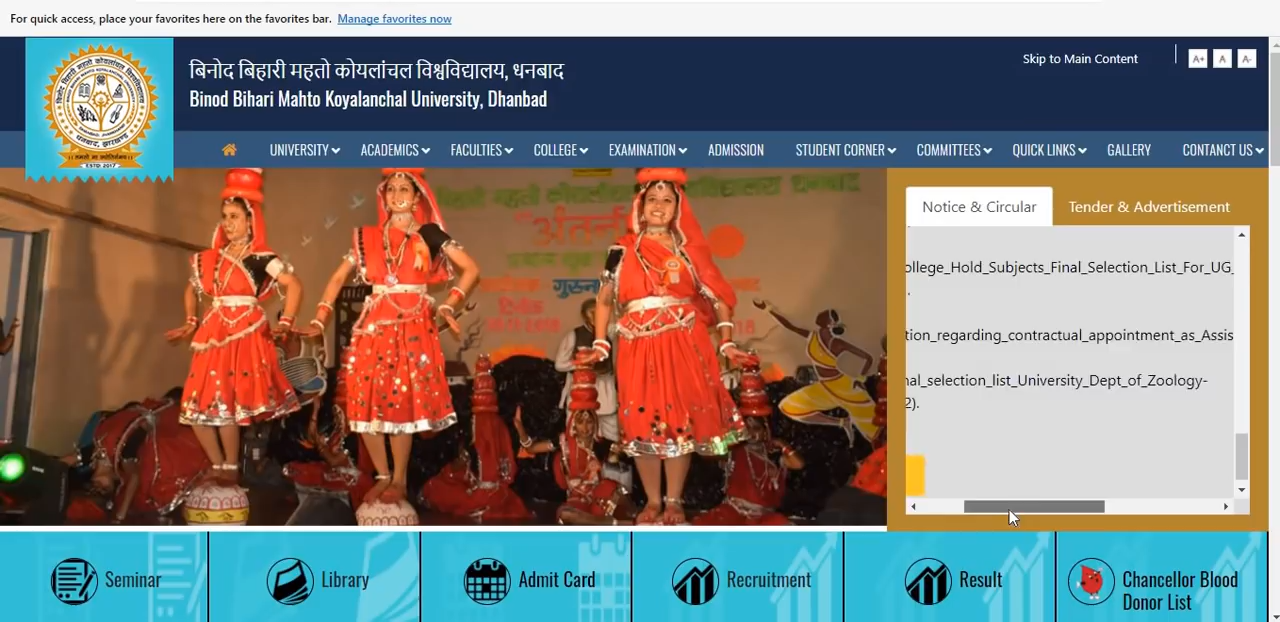 For quick access, place your favorites here on the favorites bar. Manage favorites now
बिनोद बिहारी महतो कोयलांचल विश्वविद्यालय, धनबाद
Binod Bihari Mahto Koyalanchal University, Dhanbad
Skip to Main Content
A+ A A-
ESTD. 2017
UNIVERSITY ACADEMICS FACULTIES COLLEGE EXAMINATION ADMISSION STUDENT CORNER COMMITTEES QUICK LINKS GALLERY CONTANCT US
Notice & Circular Tender & Advertisement
ollege_Hold_Subjects_Final_Selection_List_For_UG_
.
tion_regarding_contractual_appointment_as_Assis
nal_selection_list_University_Dept_of_Zoology-
2).
Seminar
Library
Admit Card
Recruitment
Result
Chancellor Blood
Donor List